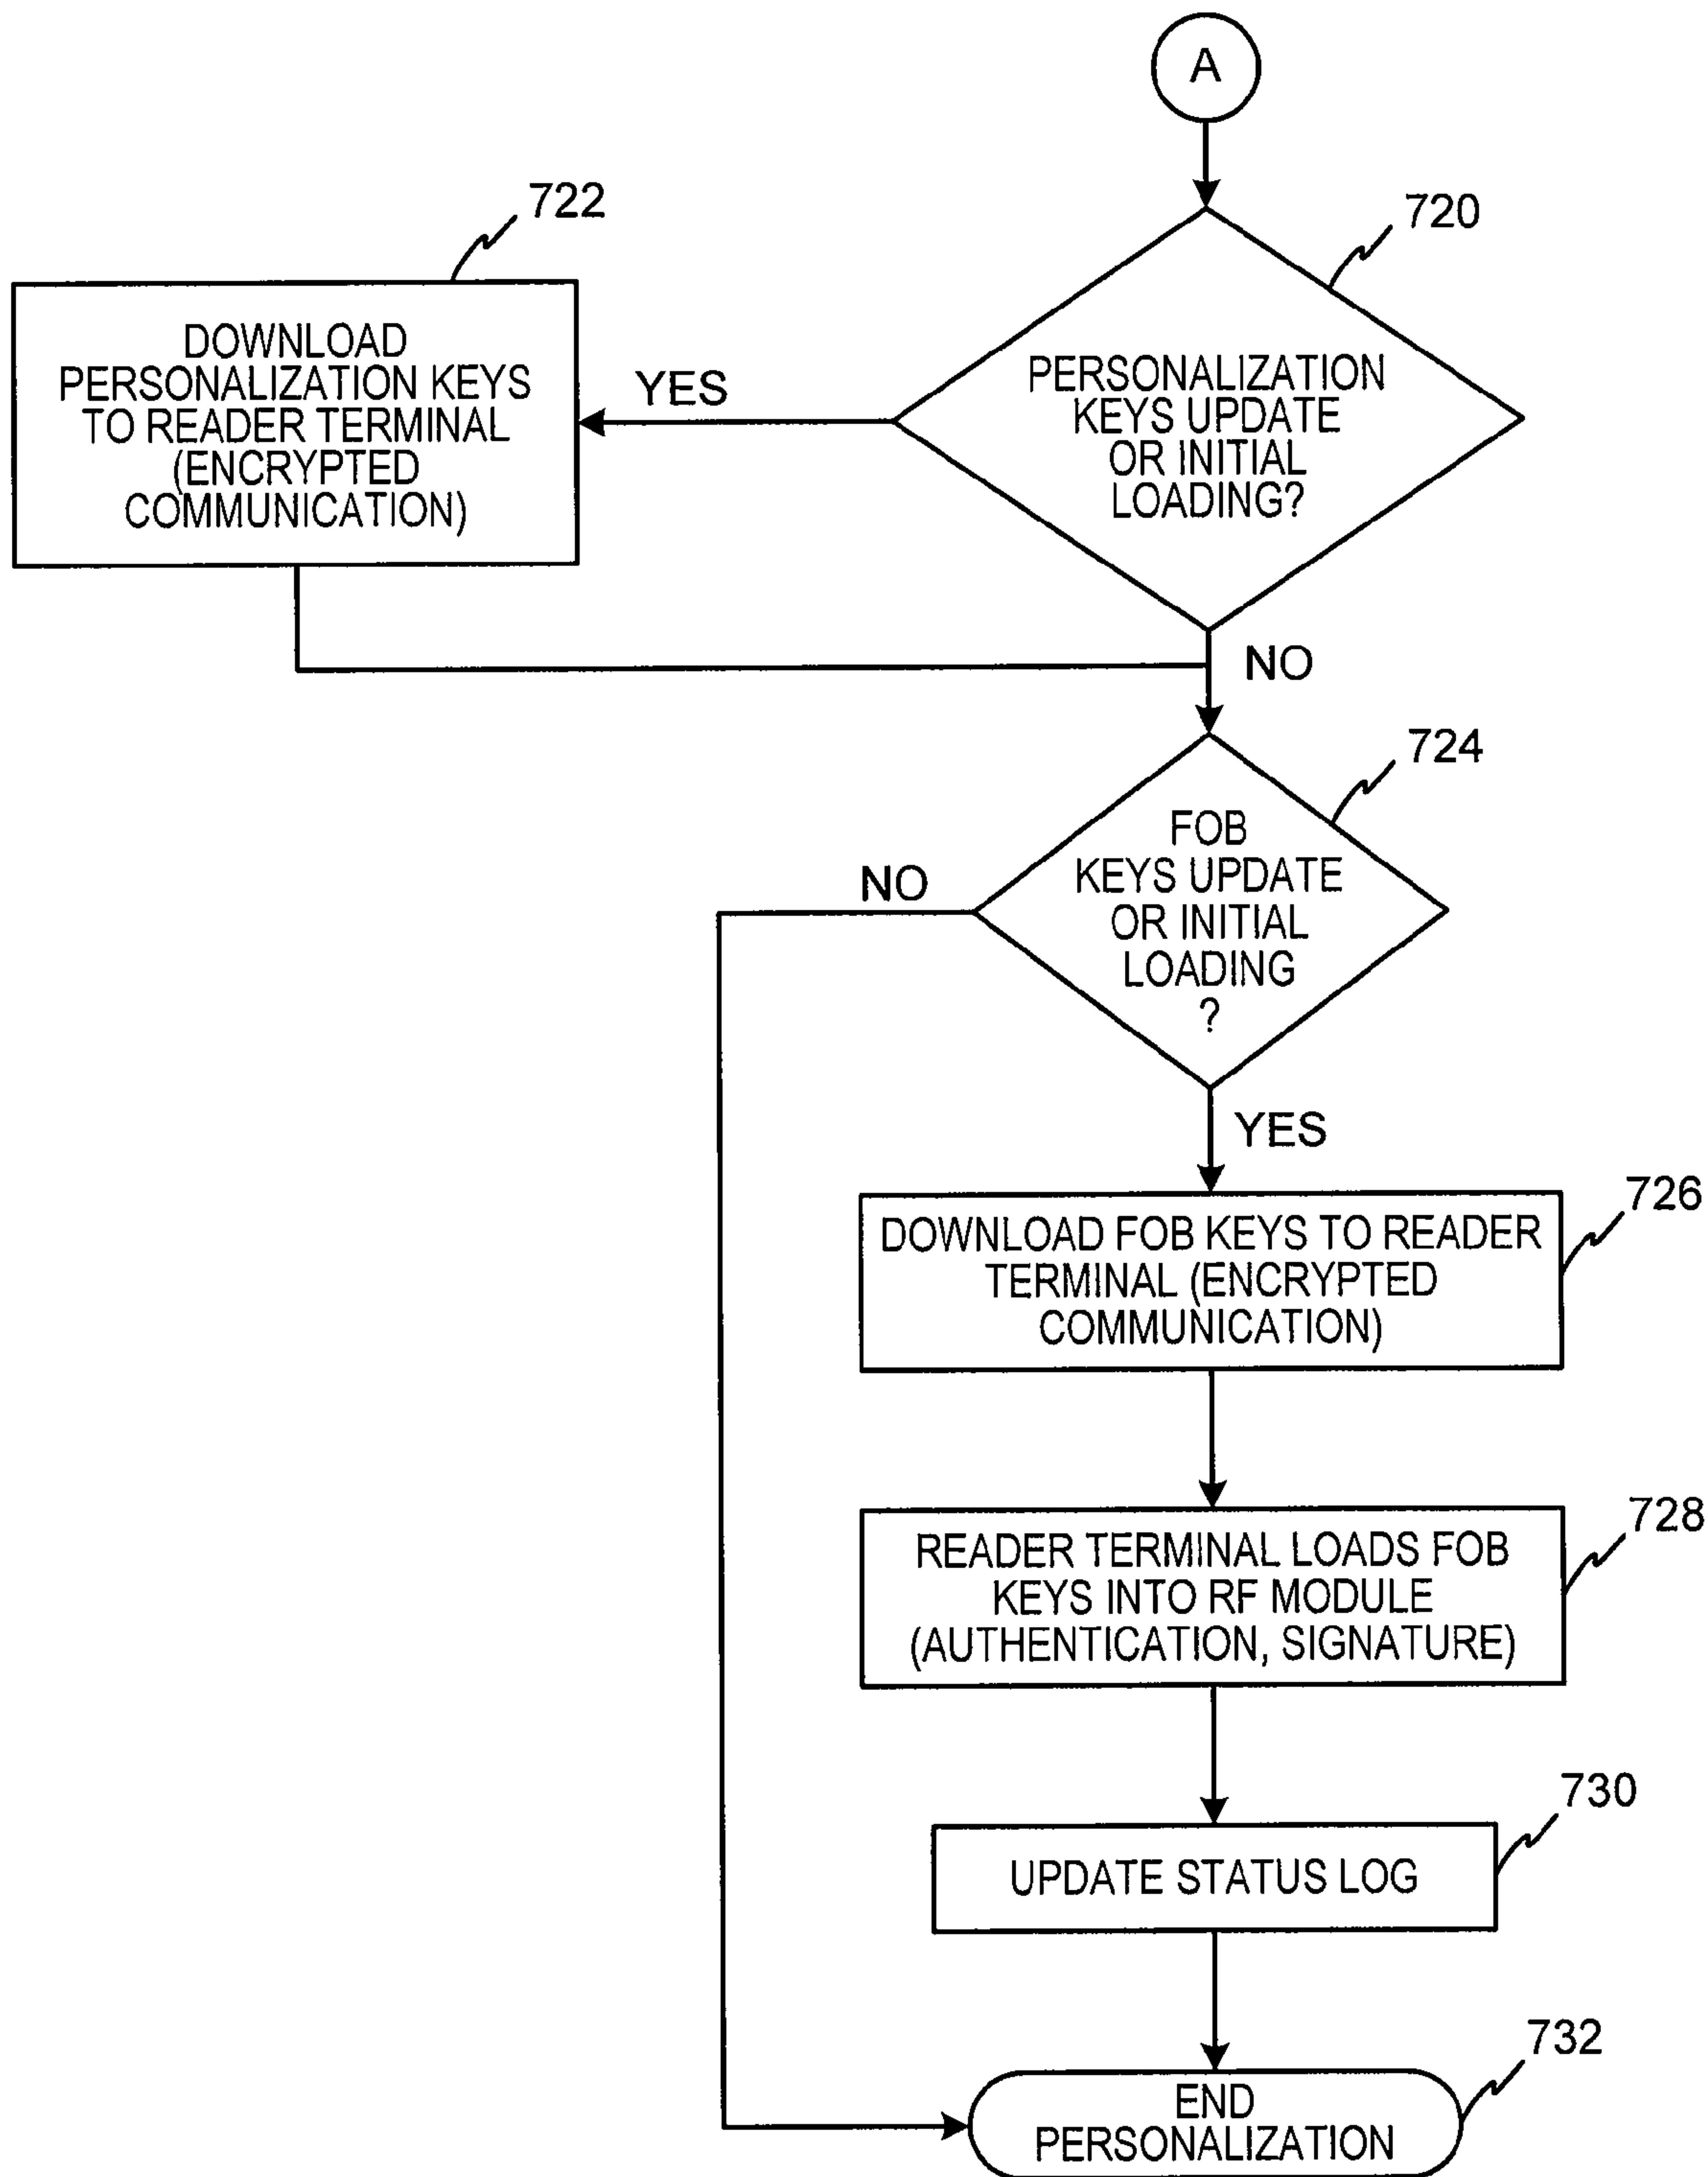 A
720
722
DOWNLOAD
PERSONALIZATION KEYS
TO READER TERMINAL
(ENCRYPTED
COMMUNICATION)
YES
PERSONALIZATION
KEYS UPDATE
OR INITIAL
LOADING?
NO
724
FOB
KEYS UPDATE
OR INITIAL
LOADING
?
NO
YES
726
DOWNLOAD FOB KEYS TO READER
TERMINAL (ENCRYPTED
COMMUNICATION)
728
READER TERMINAL LOADS FOB
KEYS INTO RF MODULE
(AUTHENTICATION, SIGNATURE)
730
UPDATE STATUS LOG
732
END
PERSONALIZATION